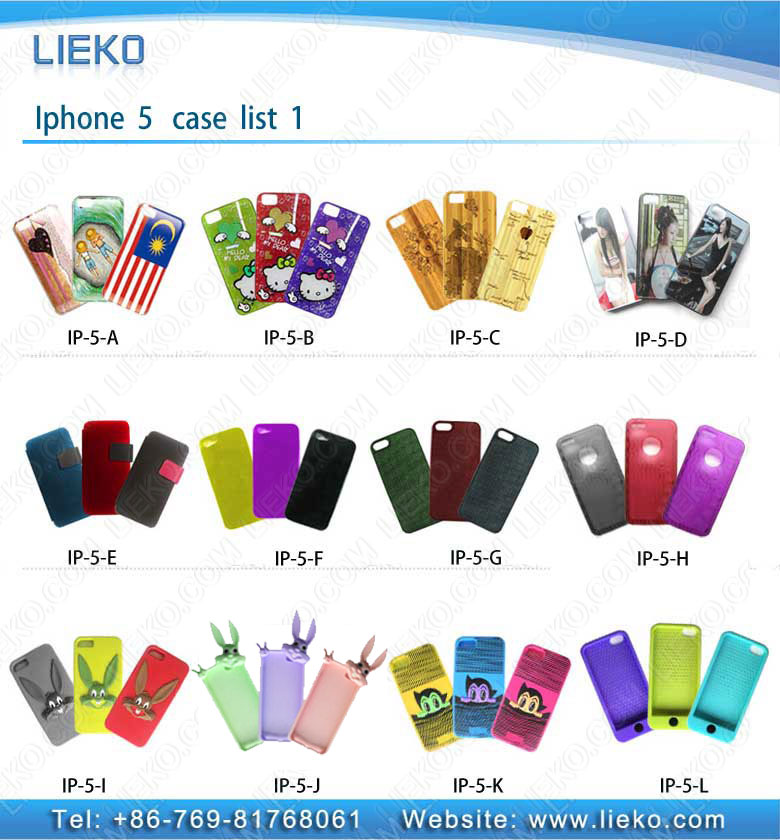 LIEKO
Iphone 5 case list 1
HELLO MY DEAR HELLO MY DEAR
IP-5-A IP-5-B IP-5-C IP-5-D
IP-5-E IP-5-F IP-5-G IP-5-H
IP-5-I IP-5-J IP-5-K IP-5-L
Tel: +86-769-81768061 Website: www.lieko.com